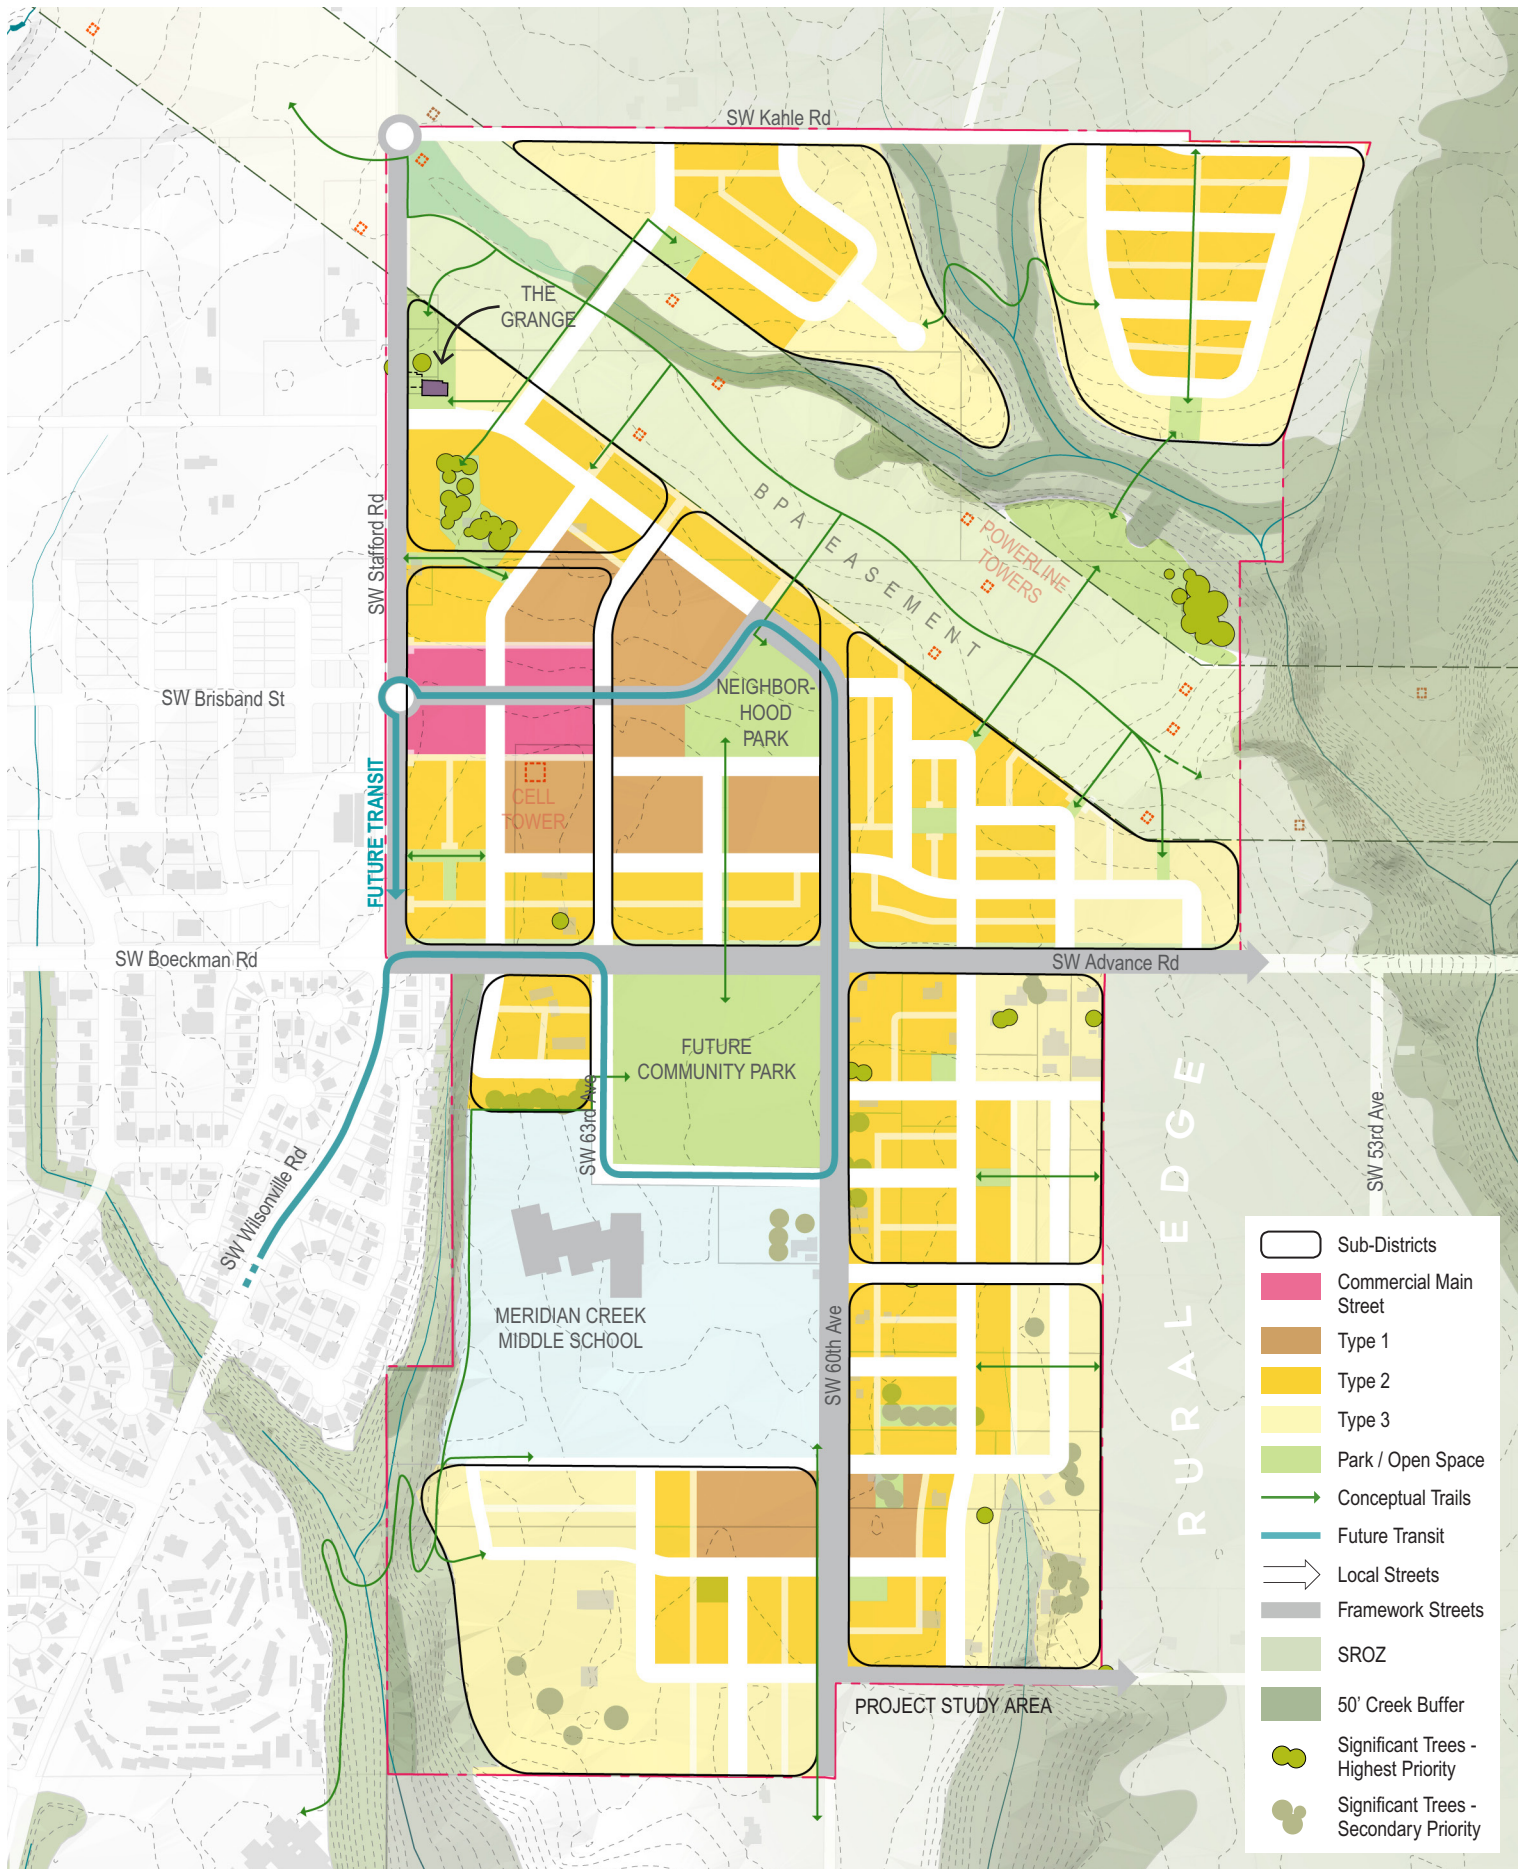 SW Kahle Rd
THE
GRANGE
SW Stafford Rd
BPA EASEMENT
POWERLINE
TOWERS
SW Brisband St
NEIGHBOR-
HOOD
PARK
FUTURE TRANSIT
CELL
TOWER
SW Boeckman Rd
SW Advance Rd
FUTURE
COMMUNITY PARK
SW 63rd Ave
SW Wilsonville Rd
RURAL EDGE
SW 53rd Ave
MERIDIAN CREEK
MIDDLE SCHOOL
SW 60th Ave
PROJECT STUDY AREA
Sub-Districts
Commercial Main
Street
Type 1
Type 2
Type 3
Park / Open Space
Conceptual Trails
Future Transit
Local Streets
Framework Streets
SROZ
50' Creek Buffer
Significant Trees -
Highest Priority
Significant Trees -
Secondary Priority